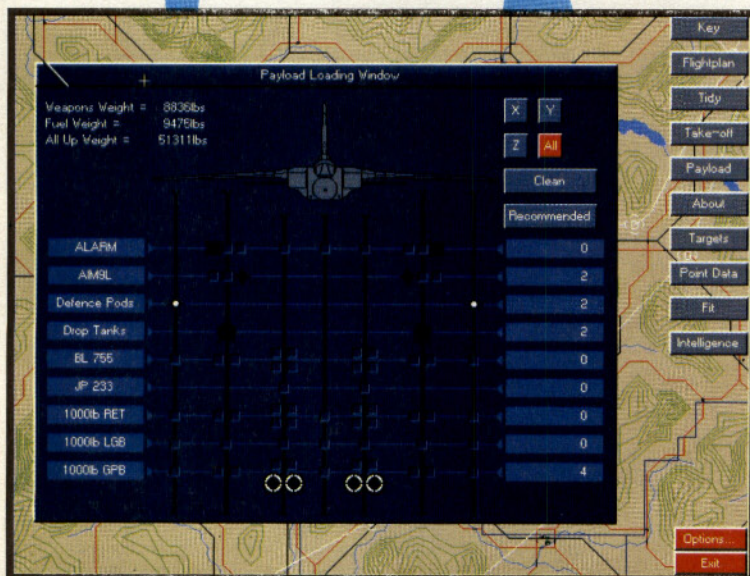 Payload Loading Window
Weapons Weight = 8836lbs
Fuel Weight = 9475lbs
All Up Weight = 51311lbs
X Y
Z All
Clean
Recommended
ALARM 0
AIM9L 2
Defence Pods 2
Drop Tanks 2
BL 755 0
JP 233 0
1000lb RET 0
1000lb LGB 0
1000lb GPB 4
Key
Flightplan
Tidy
Take-off
Payload
About
Targets
Point Data
Fit
Intelligence
Options...
Exit